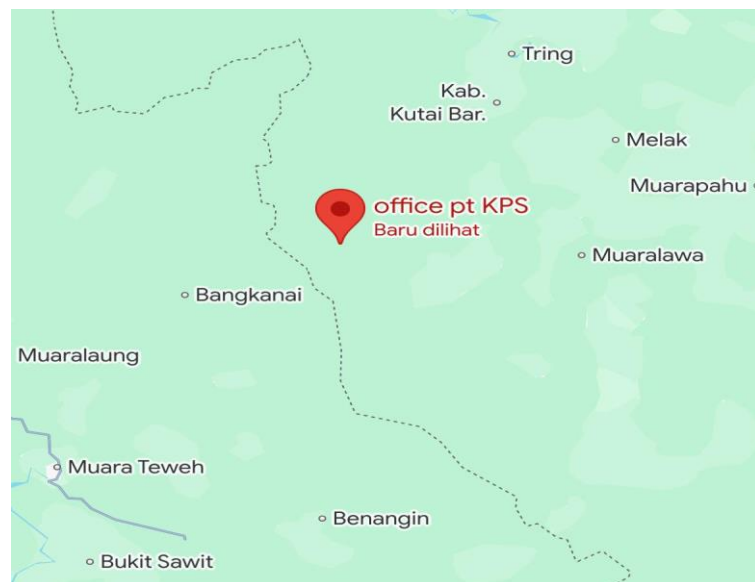 Tring
Kab.
Kutai Bar.
Melak
Muarapahu
office pt KPS
Baru dilihat
Muaralawa
Bangkanai
Muaralaung
Muara Teweh
Benangin
Bukit Sawit